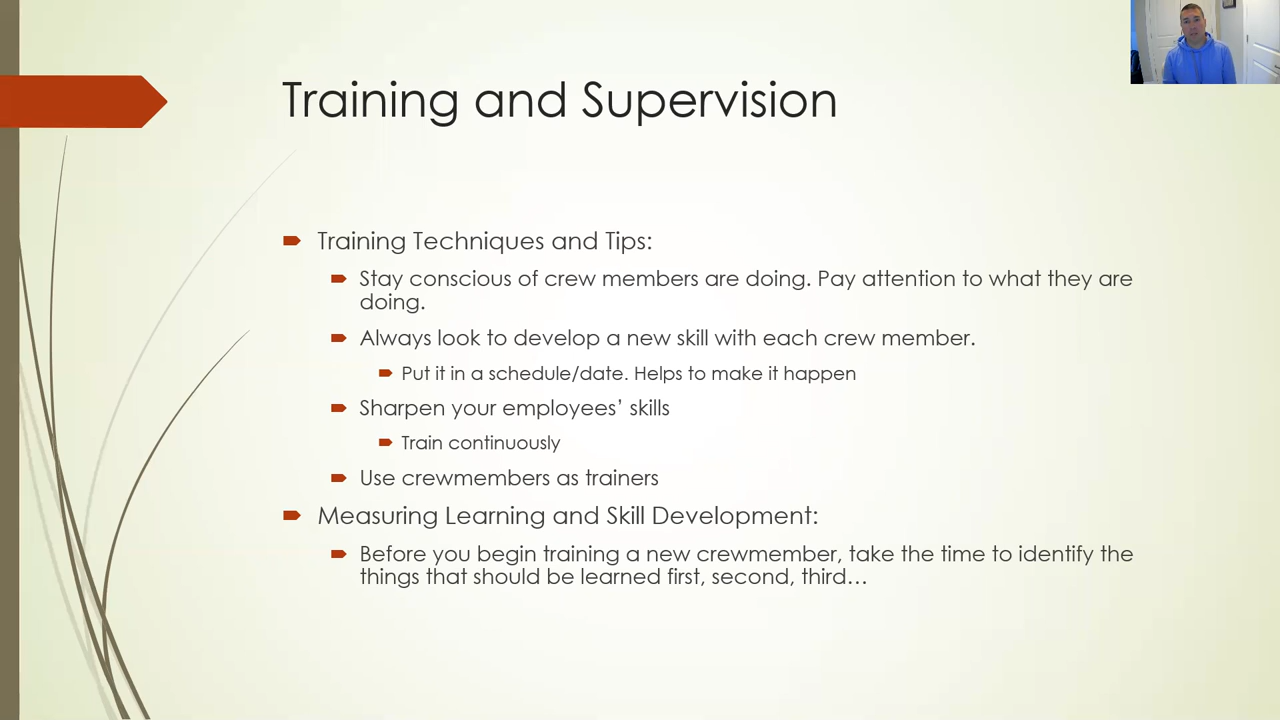 Training and Supervision
Training Techniques and Tips:
Stay conscious of crew members are doing. Pay attention to what they are
doing.
Always look to develop a new skill with each crew member.
Put it in a schedule/date. Helps to make it happen
Sharpen your employees’ skills
Train continuously
Use crewmembers as trainers
Measuring Learning and Skill Development:
Before you begin training a new crewmember, take the time to identify the
things that should be learned first, second, third…